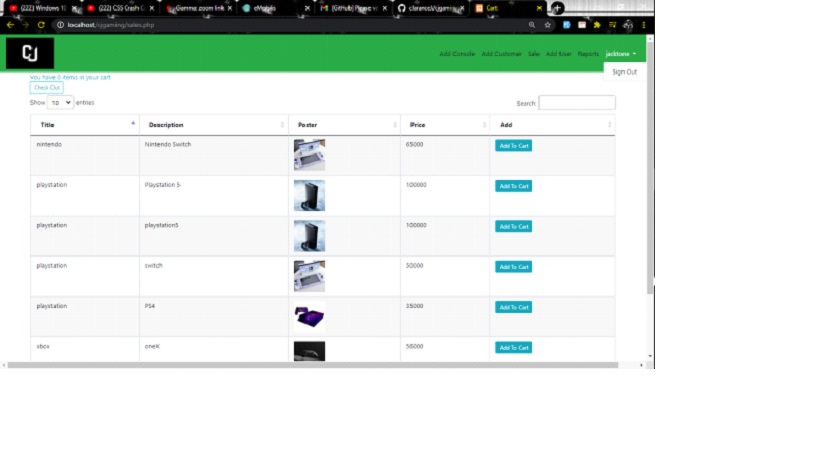 (222) Windows 10
(222) CSS Crash C
Gamma zoom link
eMobilis
[GitHub] Please ve
clarenous/cjgaming
Cart
localhost/cjgaming/sales.php
CJ
Add Console Add Customer Sale Add User Reports jacktone
Sign Out
You have 0 items in your cart
Check Out
Show 10 entries
Search:
Title Description Poster Price Add
nintendo Nintendo Switch 65000 Add To Cart
playstation Playstation 5 100000 Add To Cart
playstation playstation5 100000 Add To Cart
playstation switch 50000 Add To Cart
playstation PS4 35000 Add To Cart
xbox oneX 56000 Add To Cart